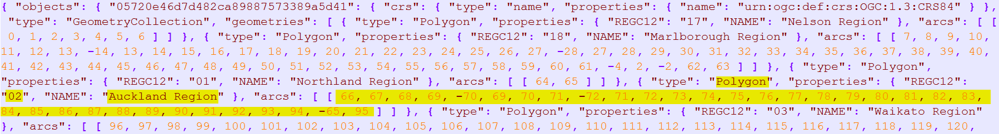 { "objects": { "05720e46d7d482ca89887573389a5d41": { "crs": { "type": "name", "properties": { "name": "urn:ogc:def:crs:OGC:1.3:CRS84" } },
"type": "GeometryCollection", "geometries": [ { "type": "Polygon", "properties": { "REGC12": "17", "NAME": "Nelson Region" }, "arcs": [ [
0, 1, 2, 3, 4, 5, 6 ] ] }, { "type": "Polygon", "properties": { "REGC12": "18", "NAME": "Marlborough Region" }, "arcs": [ [ 7, 8, 9, 10,
11, 12, 13, -14, 13, 14, 15, 16, 17, 18, 19, 20, 21, 22, 23, 24, 25, 26, 27, -28, 27, 28, 29, 30, 31, 32, 33, 34, 35, 36, 37, 38, 39, 40,
41, 42, 43, 44, 45, 46, 47, 48, 49, 50, 51, 52, 53, 54, 55, 56, 57, 58, 59, 60, 61, -4, 2, -2, 62, 63 ] ] }, { "type": "Polygon",
"properties": { "REGC12": "01", "NAME": "Northland Region" }, "arcs": [ [ 64, 65 ] ] }, { "type": "Polygon", "properties": { "REGC12":
"02", "NAME": "Auckland Region" }, "arcs": [ [ 66, 67, 68, 69, -70, 69, 70, 71, -72, 71, 72, 73, 74, 75, 76, 77, 78, 79, 80, 81, 82, 83,
84, 85, 86, 87, 88, 89, 90, 91, 92, 93, 94, -65, 95 ] ] }, { "type": "Polygon", "properties": { "REGC12": "03", "NAME": "Waikato Region"
}, "arcs": [ [ 96, 97, 98, 99, 100, 101, 102, 103, 104, 105, 106, 107, 108, 109, 110, 111, 112, 113, 114, 115, 116, 117, 118, 119, 120,